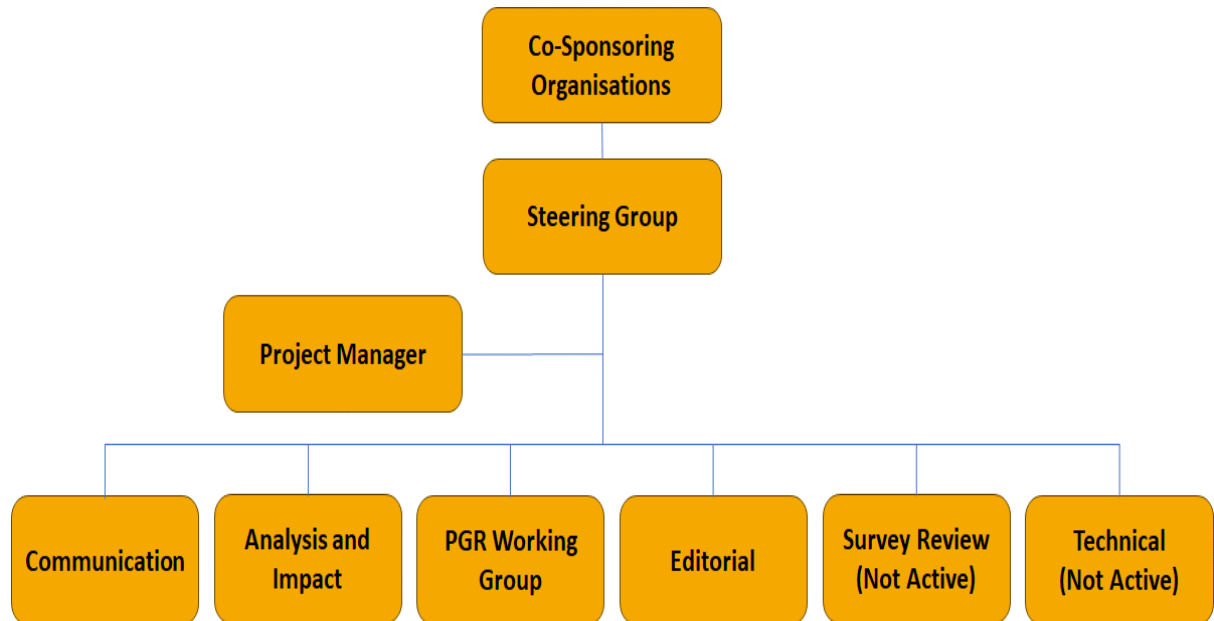 Co-Sponsoring
Organisations
Steering Group
Project Manager
Communication
Analysis and
Impact
PGR Working
Group
Editorial
Survey Review
(Not Active)
Technical
(Not Active)